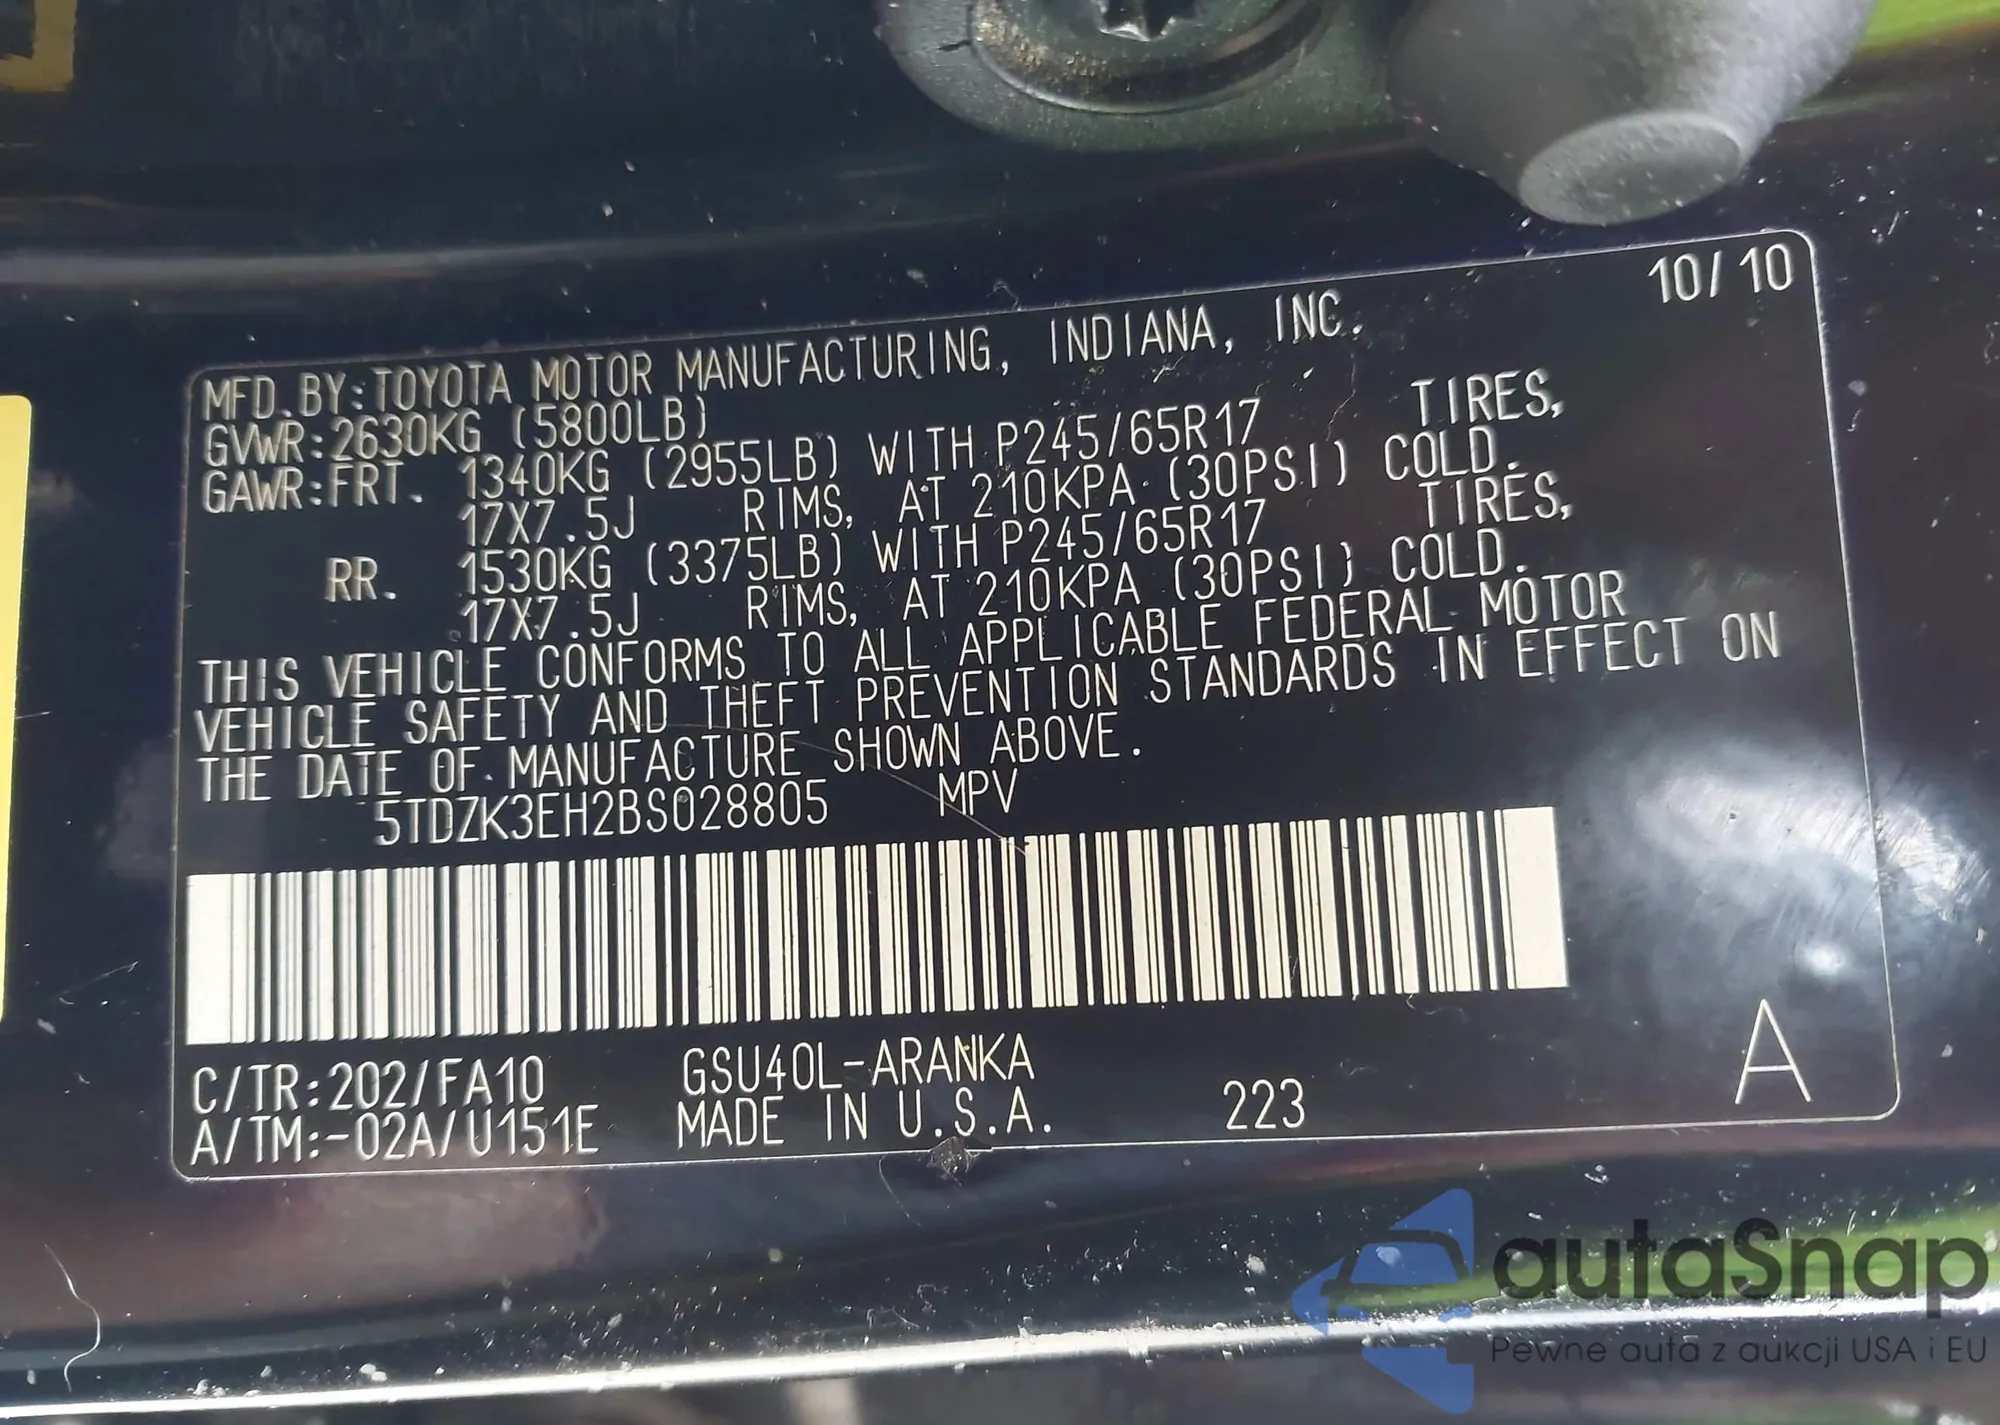 10/10
MFD. BY: TOYOTA MOTOR MANUFACTURING, INDIANA, INC.
GVWR: 2630KG (5800LB)
GAWR: FRT. 1340KG (2955LB) WITH P245/65R17 TIRES,
17X7.5J RIMS, AT 210KPA (30PSI) COLD.
RR. 1530KG (3375LB) WITH P245/65R17 TIRES,
17X7.5J RIMS, AT 210KPA (30PSI) COLD.
THIS VEHICLE CONFORMS TO ALL APPLICABLE FEDERAL MOTOR
VEHICLE SAFETY AND THEFT PREVENTION STANDARDS IN EFFECT ON
THE DATE OF MANUFACTURE SHOWN ABOVE.
5TDZK3EH2BS028805 MPV
C/TR:202/FA10 GSU40L-ARANKA
A/TM:-02A/U151E MADE IN U.S.A. 223 A
autaSnap
Pewne auta z aukcji USA i EU